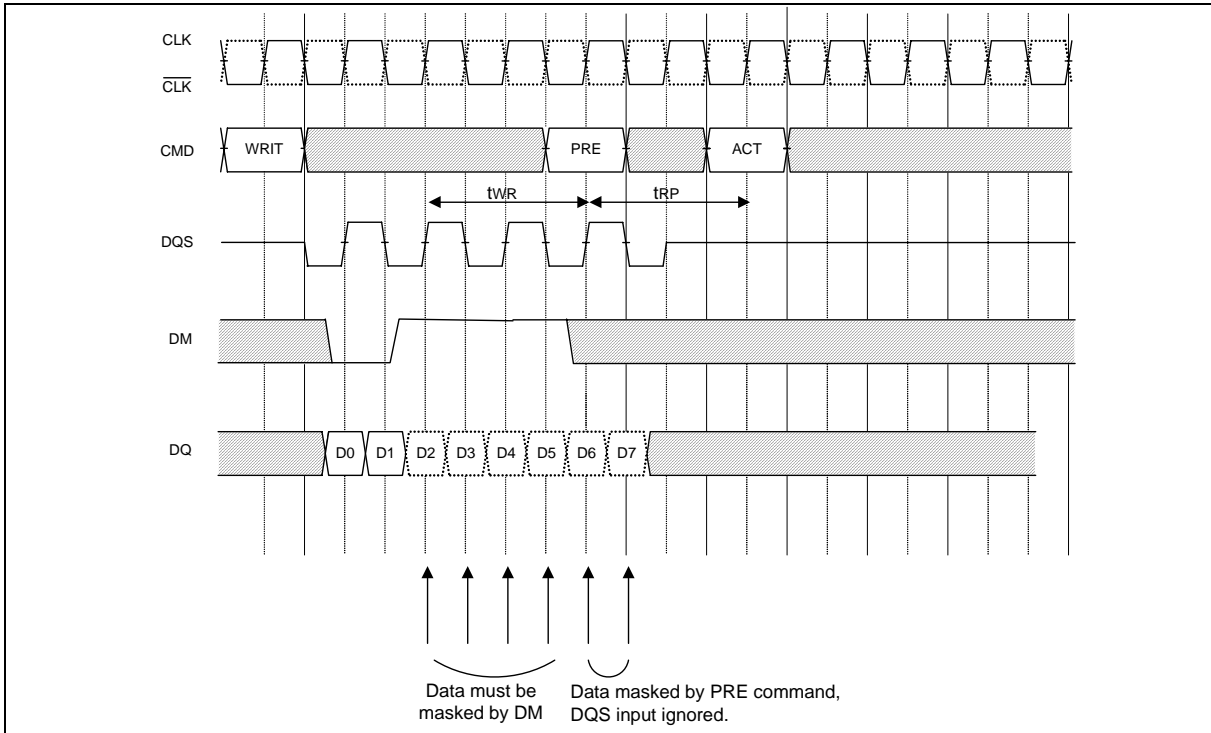 CLK
CLK
CMD WRIT PRE ACT
tWR tRP
DQS
DM
DQ D0 D1 D2 D3 D4 D5 D6 D7
Data must be masked by DM
Data masked by PRE command,
DQS input ignored.